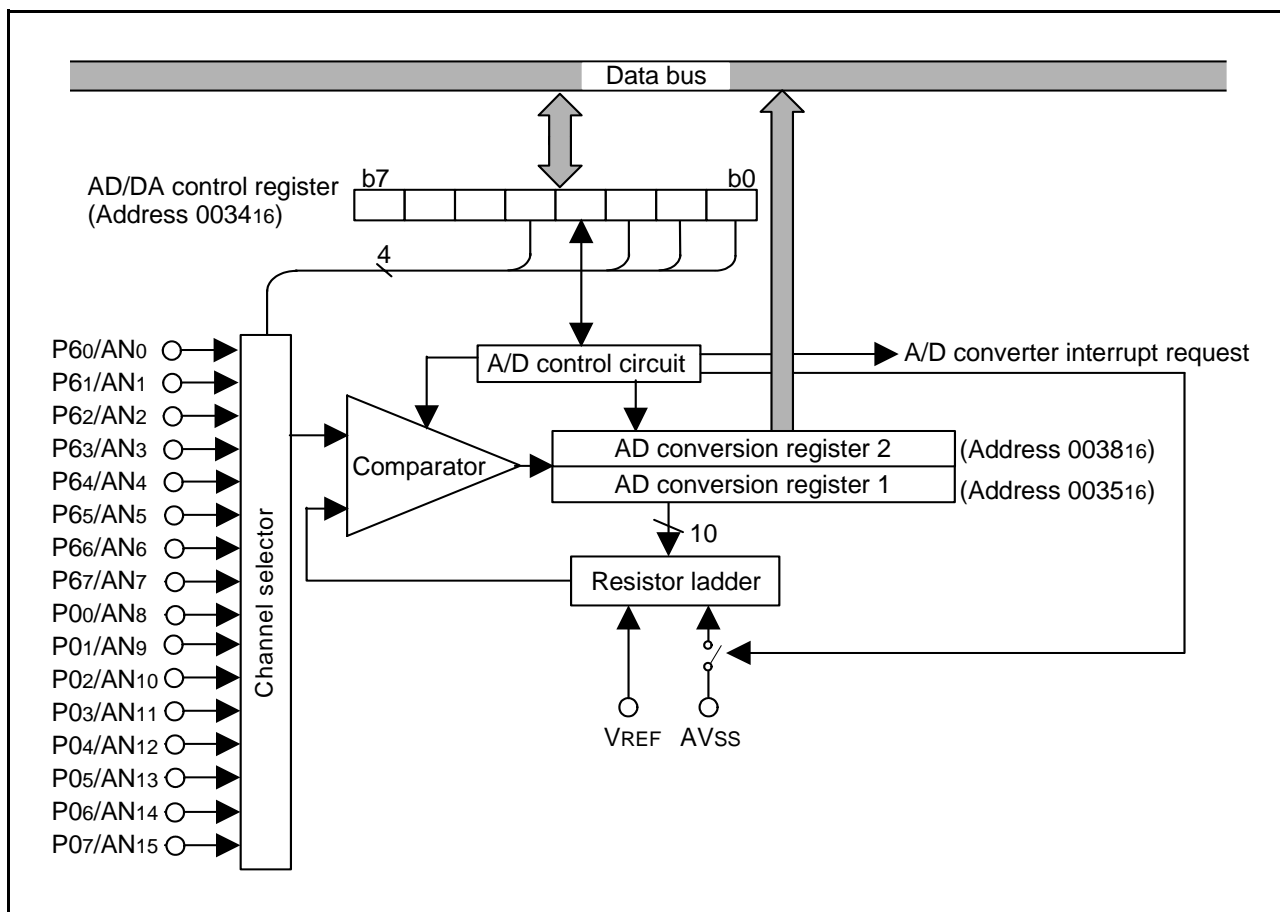 Data bus
b7
b0
AD/DA control register
(Address 003416)
4
P60/AN0
P61/AN1
P62/AN2
P63/AN3
P64/AN4
P65/AN5
P66/AN6
P67/AN7
P00/AN8
P01/AN9
P02/AN10
P03/AN11
P04/AN12
P05/AN13
P06/AN14
P07/AN15
Channel selector
A/D control circuit
A/D converter interrupt request
Comparator
AD conversion register 2
(Address 003816)
AD conversion register 1
(Address 003516)
10
Resistor ladder
VREF
AVSS